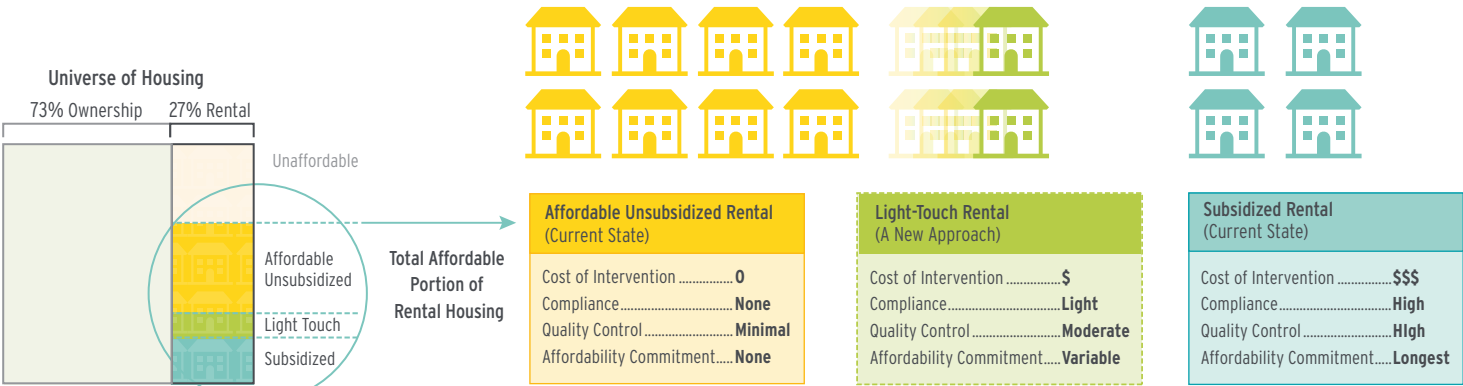 Universe of Housing
73% Ownership
27% Rental
Unaffordable
Affordable
Unsubsidized
Light Touch
Subsidized
Total Affordable
Portion of
Rental Housing
Affordable Unsubsidized Rental
(Current State)
Cost of Intervention ............... 0
Compliance............................. None
Quality Control ........................ Minimal
Affordability Commitment..... None
Light-Touch Rental
(A New Approach)
Cost of Intervention ................ $
Compliance............................. Light
Quality Control ........................ Moderate
Affordability Commitment..... Variable
Subsidized Rental
(Current State)
Cost of Intervention ............... $$$
Compliance............................. High
Quality Control ........................ HIgh
Affordability Commitment..... Longest